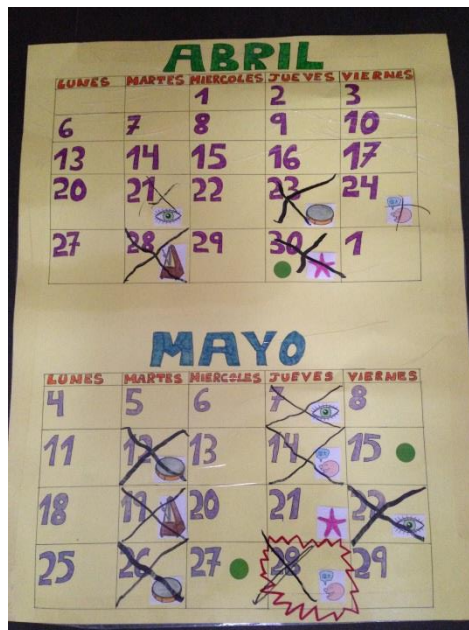 ABRIL
LUNES MARTES MIERCOLES JUEVES VIERNES
1 2 3
6 7 8 9 10
13 14 15 16 17
20 21 22 23 24
27 28 29 30 1
MAYO
LUNES MARTES MIERCOLES JUEVES VIERNES
4 5 6 7 8
11 12 13 14 15
18 19 20 21 22
25 26 27 28 29